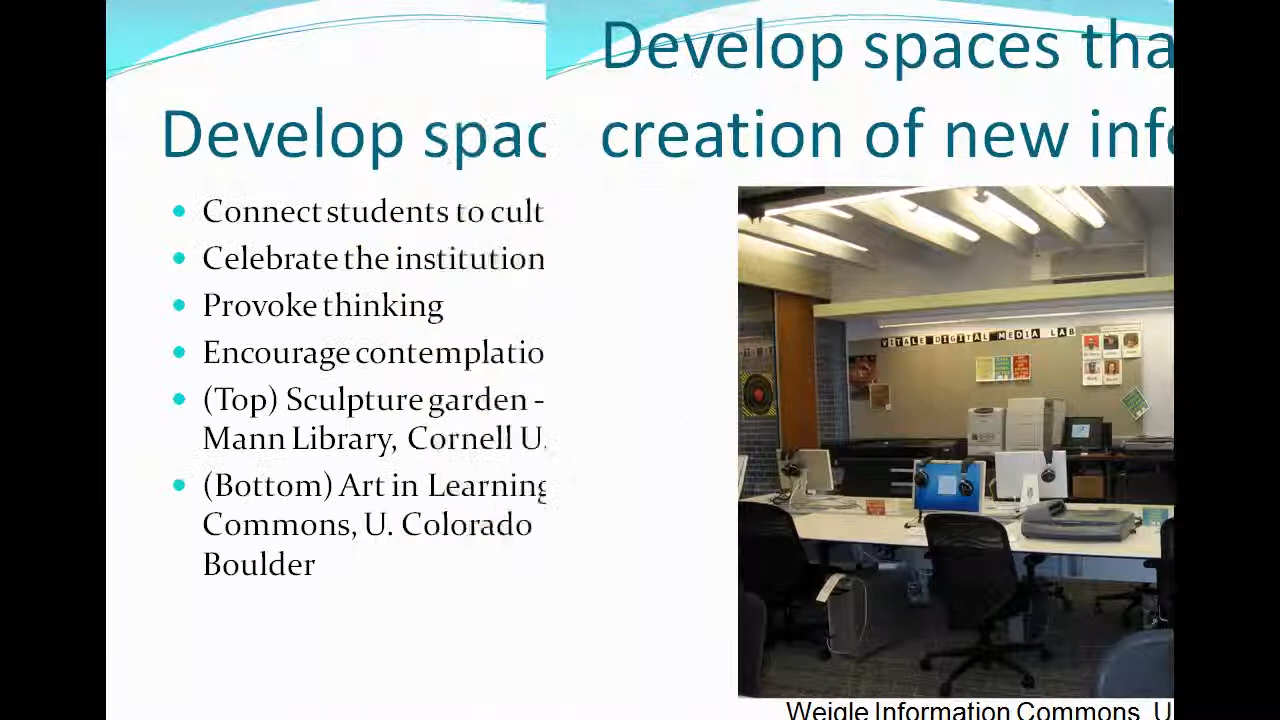 Develop spac
Connect students to cult
Celebrate the institution
Provoke thinking
Encourage contemplatio
(Top) Sculpture garden -
Mann Library, Cornell U.
(Bottom) Art in Learning
Commons, U. Colorado
Boulder
Develop spaces tha
creation of new info
VITALE DIGITAL MEDIA LAB
Weigle Information Commons, U